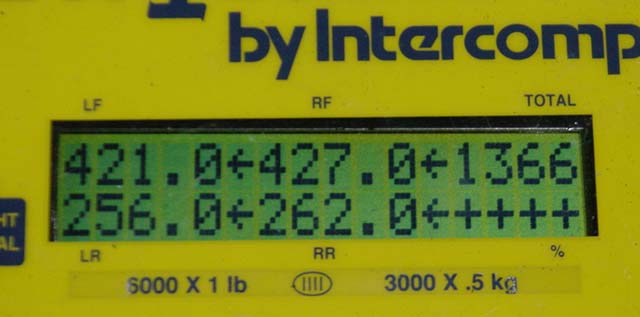 by Intercomp
LF RF TOTAL
421.0←427.0←1366
256.0←262.0←+++++
LR RR %
6000 X 1 lb 3000 X .5 kg